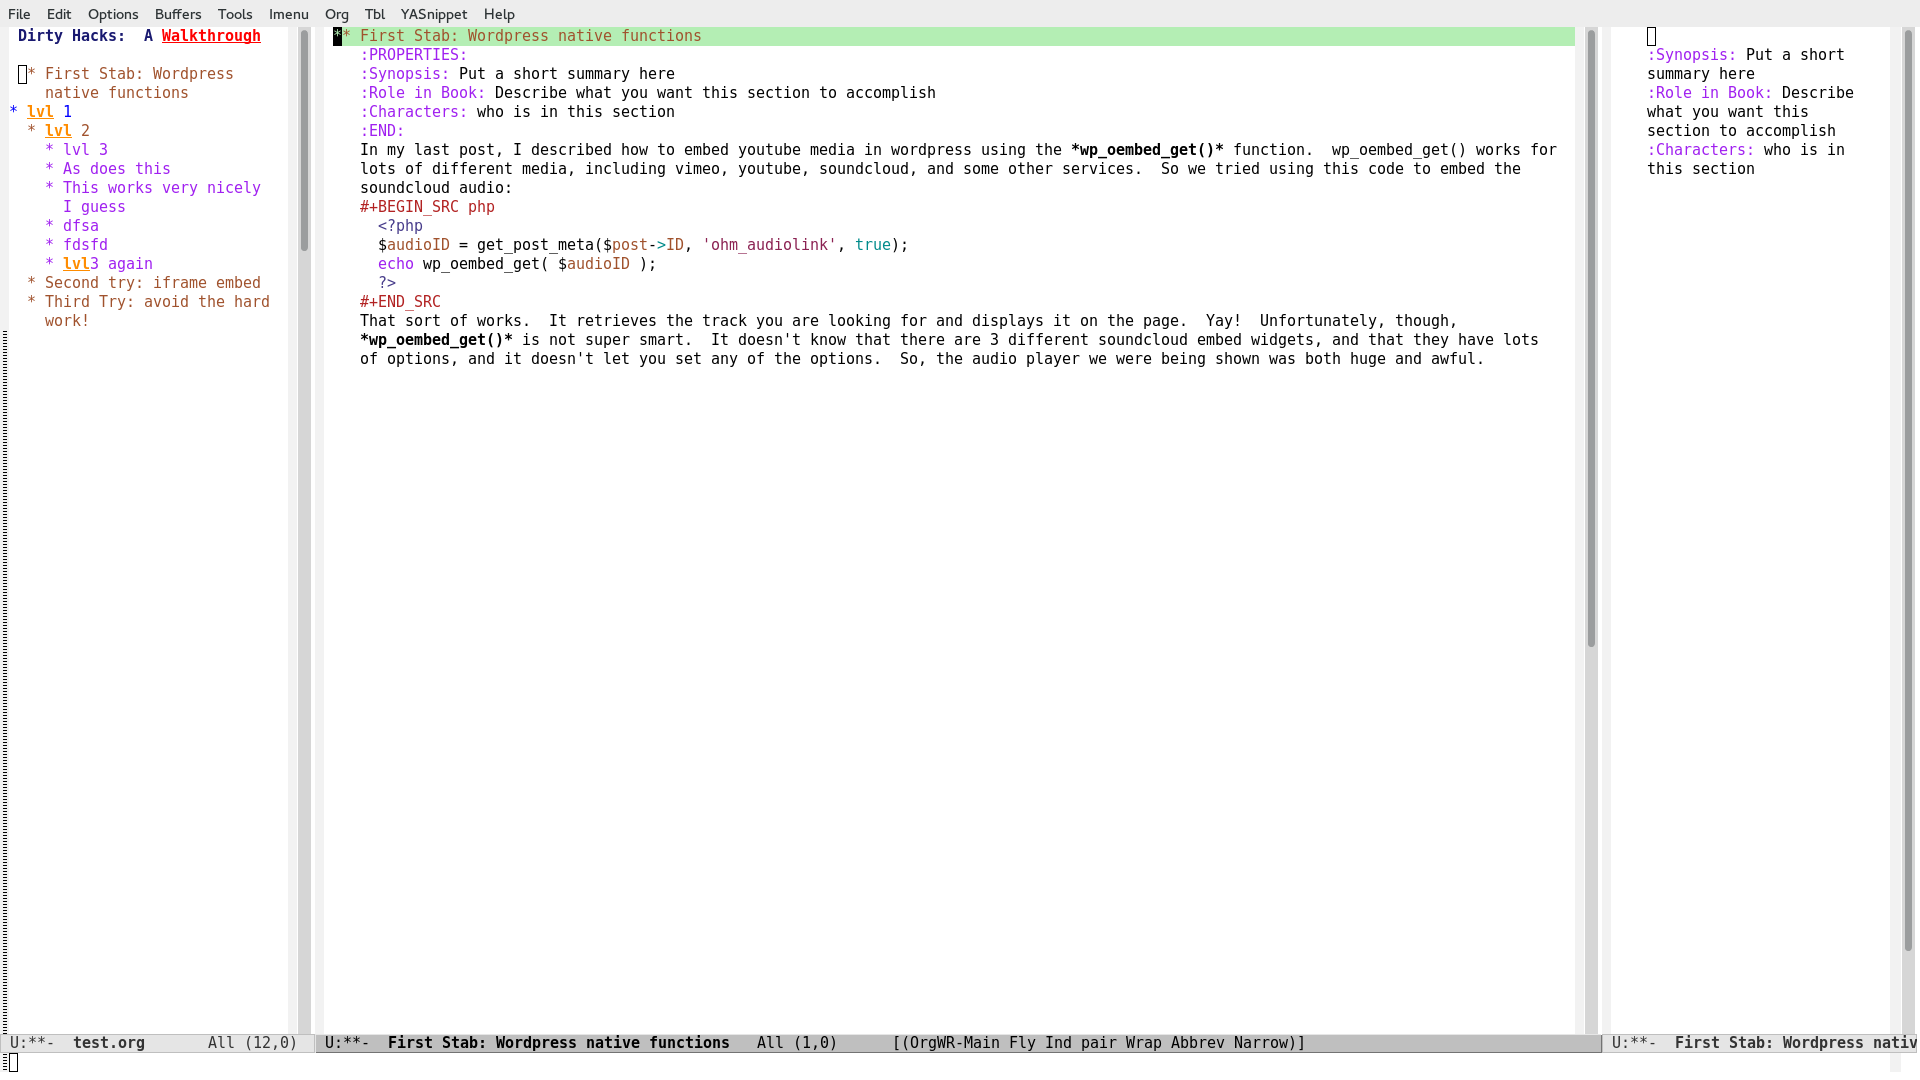 File Edit Options Buffers Tools Imenu Org Tbl YASnippet Help
Dirty Hacks:  A Walkthrough
* First Stab: Wordpress
native functions
* lvl 1
* lvl 2
* lvl 3
* As does this
* This works very nicely
I guess
* dfsa
* fdsfd
* lvl3 again
* Second try: iframe embed
* Third Try: avoid the hard
work!
** First Stab: Wordpress native functions
:PROPERTIES:
:Synopsis: Put a short summary here
:Role in Book: Describe what you want this section to accomplish
:Characters: who is in this section
:END:
In my last post, I described how to embed youtube media in wordpress using the *wp_oembed_get()* function.  wp_oembed_get() works for
lots of different media, including vimeo, youtube, soundcloud, and some other services.  So we tried using this code to embed the
soundcloud audio:
#+BEGIN_SRC php
<?php
$audioID = get_post_meta($post->ID, 'ohm_audiolink', true);
echo wp_oembed_get( $audioID );
?>
#+END_SRC
That sort of works.  It retrieves the track you are looking for and displays it on the page.  Yay!  Unfortunately, though,
*wp_oembed_get()* is not super smart.  It doesn't know that there are 3 different soundcloud embed widgets, and that they have lots
of options, and it doesn't let you set any of the options.  So, the audio player we were being shown was both huge and awful.
:Synopsis: Put a short
summary here
:Role in Book: Describe
what you want this
section to accomplish
:Characters: who is in
this section
U:**-  test.org       All (12,0)
U:**-  First Stab: Wordpress native functions   All (1,0)      [(OrgWR-Main Fly Ind pair Wrap Abbrev Narrow)]
U:**-  First Stab: Wordpress nativ